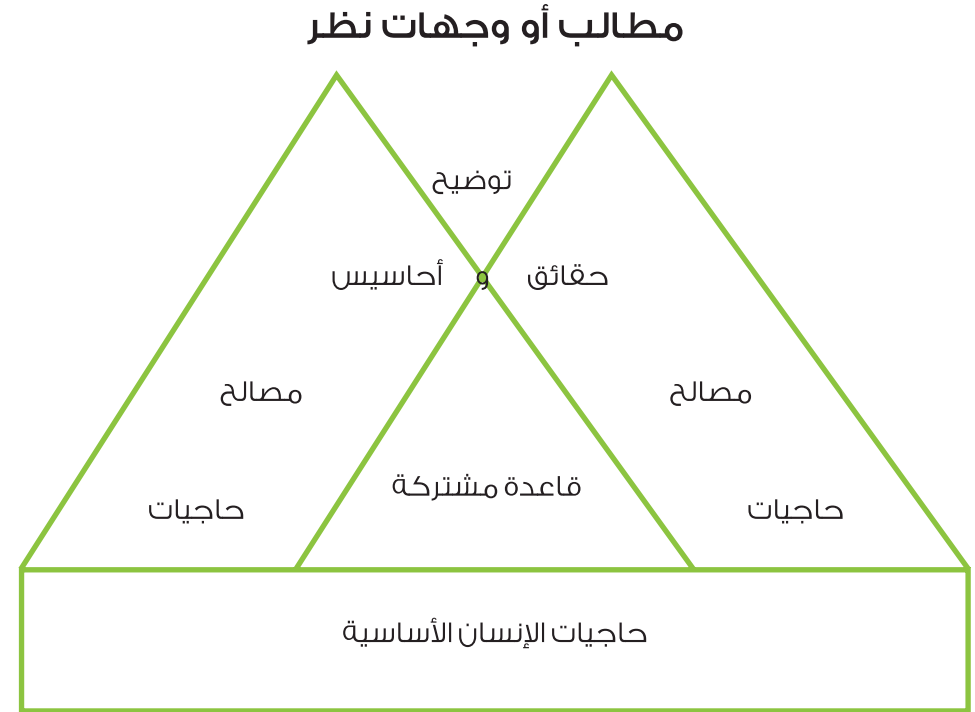 مطالب أو وجهات نظر
توضيح
حقائق و أحاسيس
مصالح مصالح
قاعدة مشتركة
حاجيات حاجيات
حاجيات الإنسان الأساسية